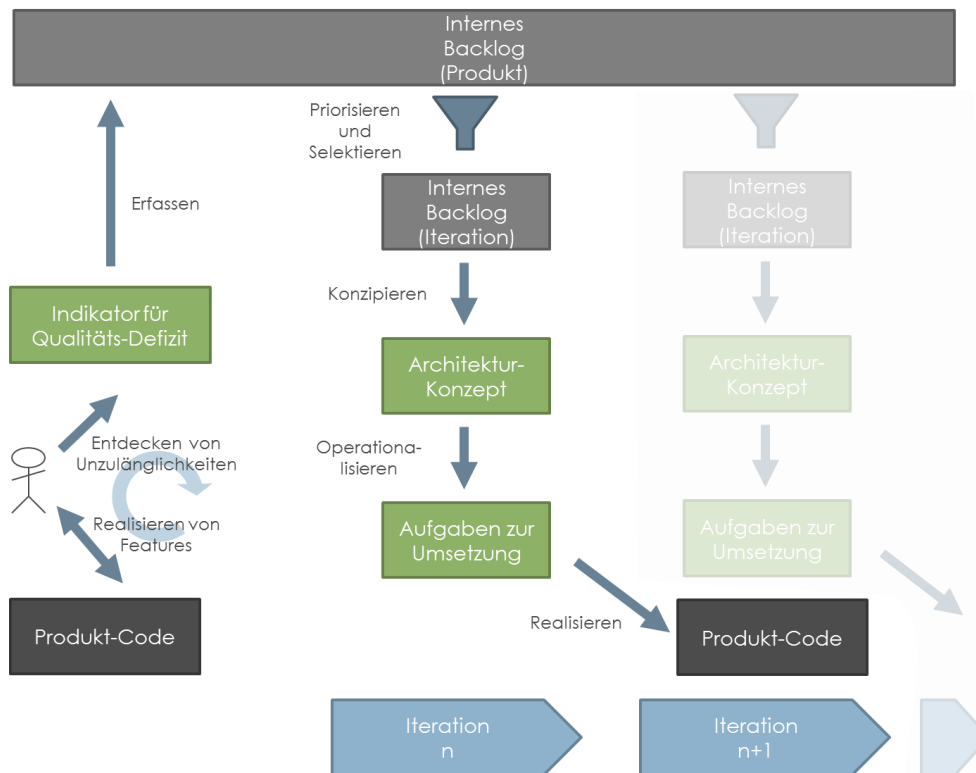 Internes
Backlog
(Produkt)
Priorisieren
und
Selektieren
Erfassen
Internes
Backlog
(Iteration)
Internes
Backlog
(Iteration)
Konzipieren
Indikator für
Qualitäts-Defizit
Architektur-
Konzept
Architektur-
Konzept
Entdecken von
Unzulänglichkeiten
Operationa-
lisieren
Realisieren von
Features
Aufgaben zur
Umsetzung
Aufgaben zur
Umsetzung
Produkt-Code
Realisieren
Produkt-Code
Iteration
n
Iteration
n+1